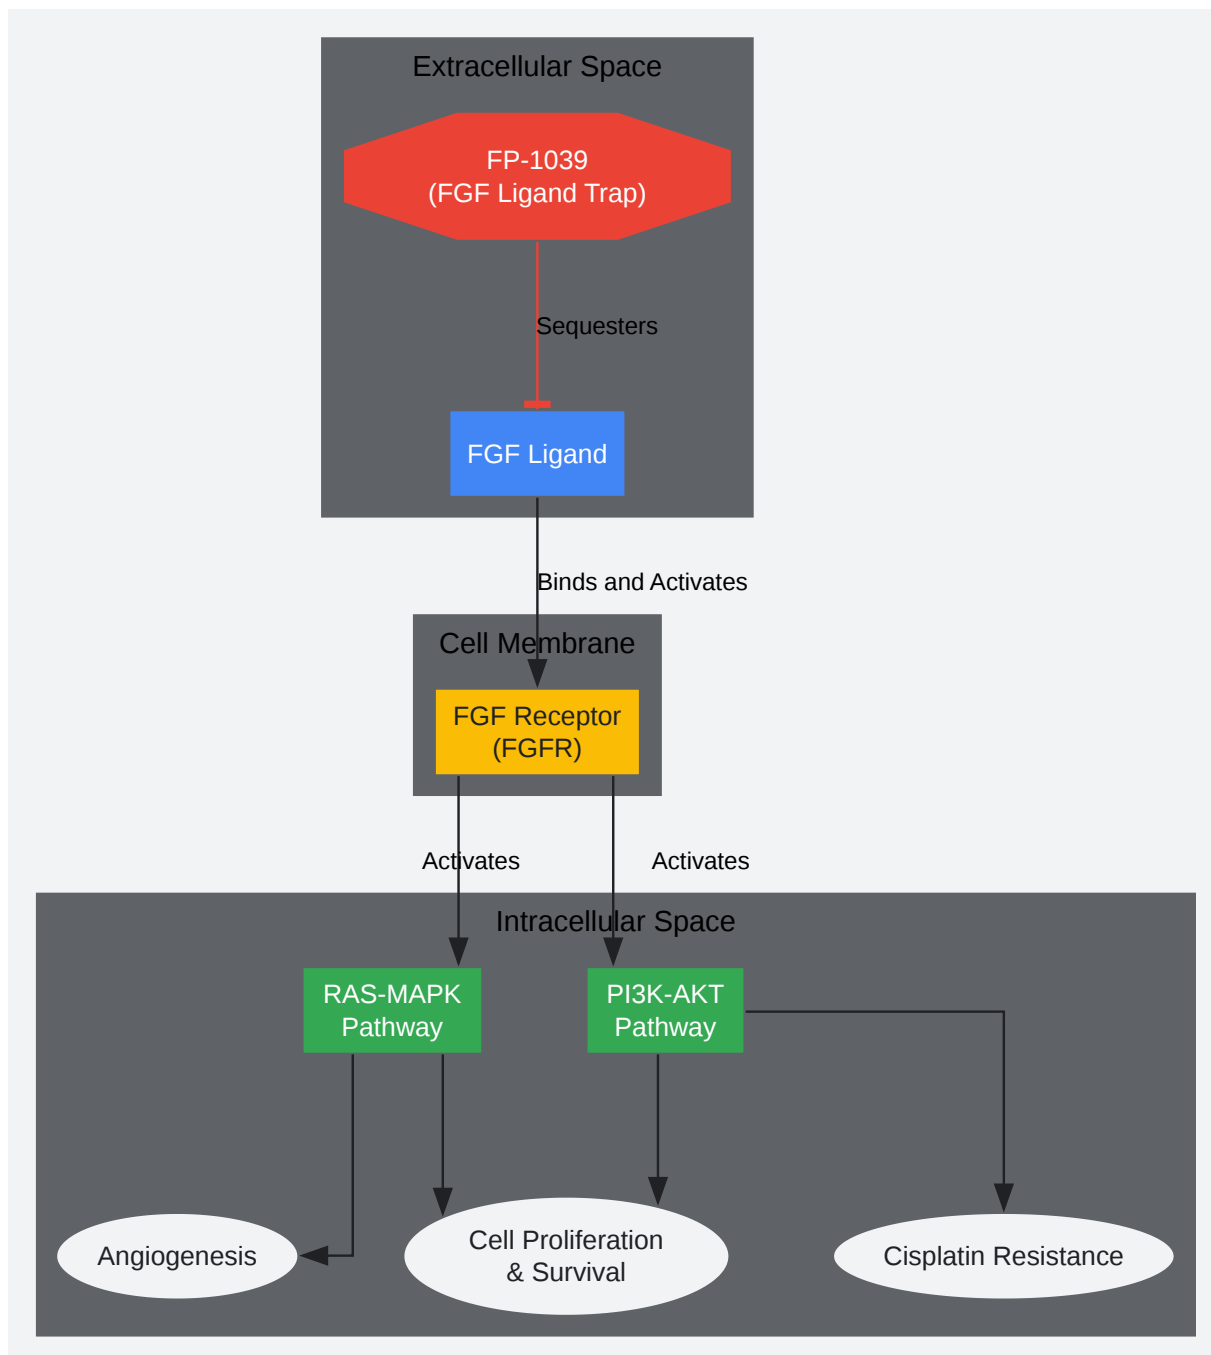 Extracellular Space
FP-1039
(FGF Ligand Trap)
Sequesters
FGF Ligand
Binds and Activates
Cell Membrane
FGF Receptor
(FGFR)
Activates
Activates
Intracellular Space
RAS-MAPK
Pathway
PI3K-AKT
Pathway
Angiogenesis
Cell Proliferation
& Survival
Cisplatin Resistance